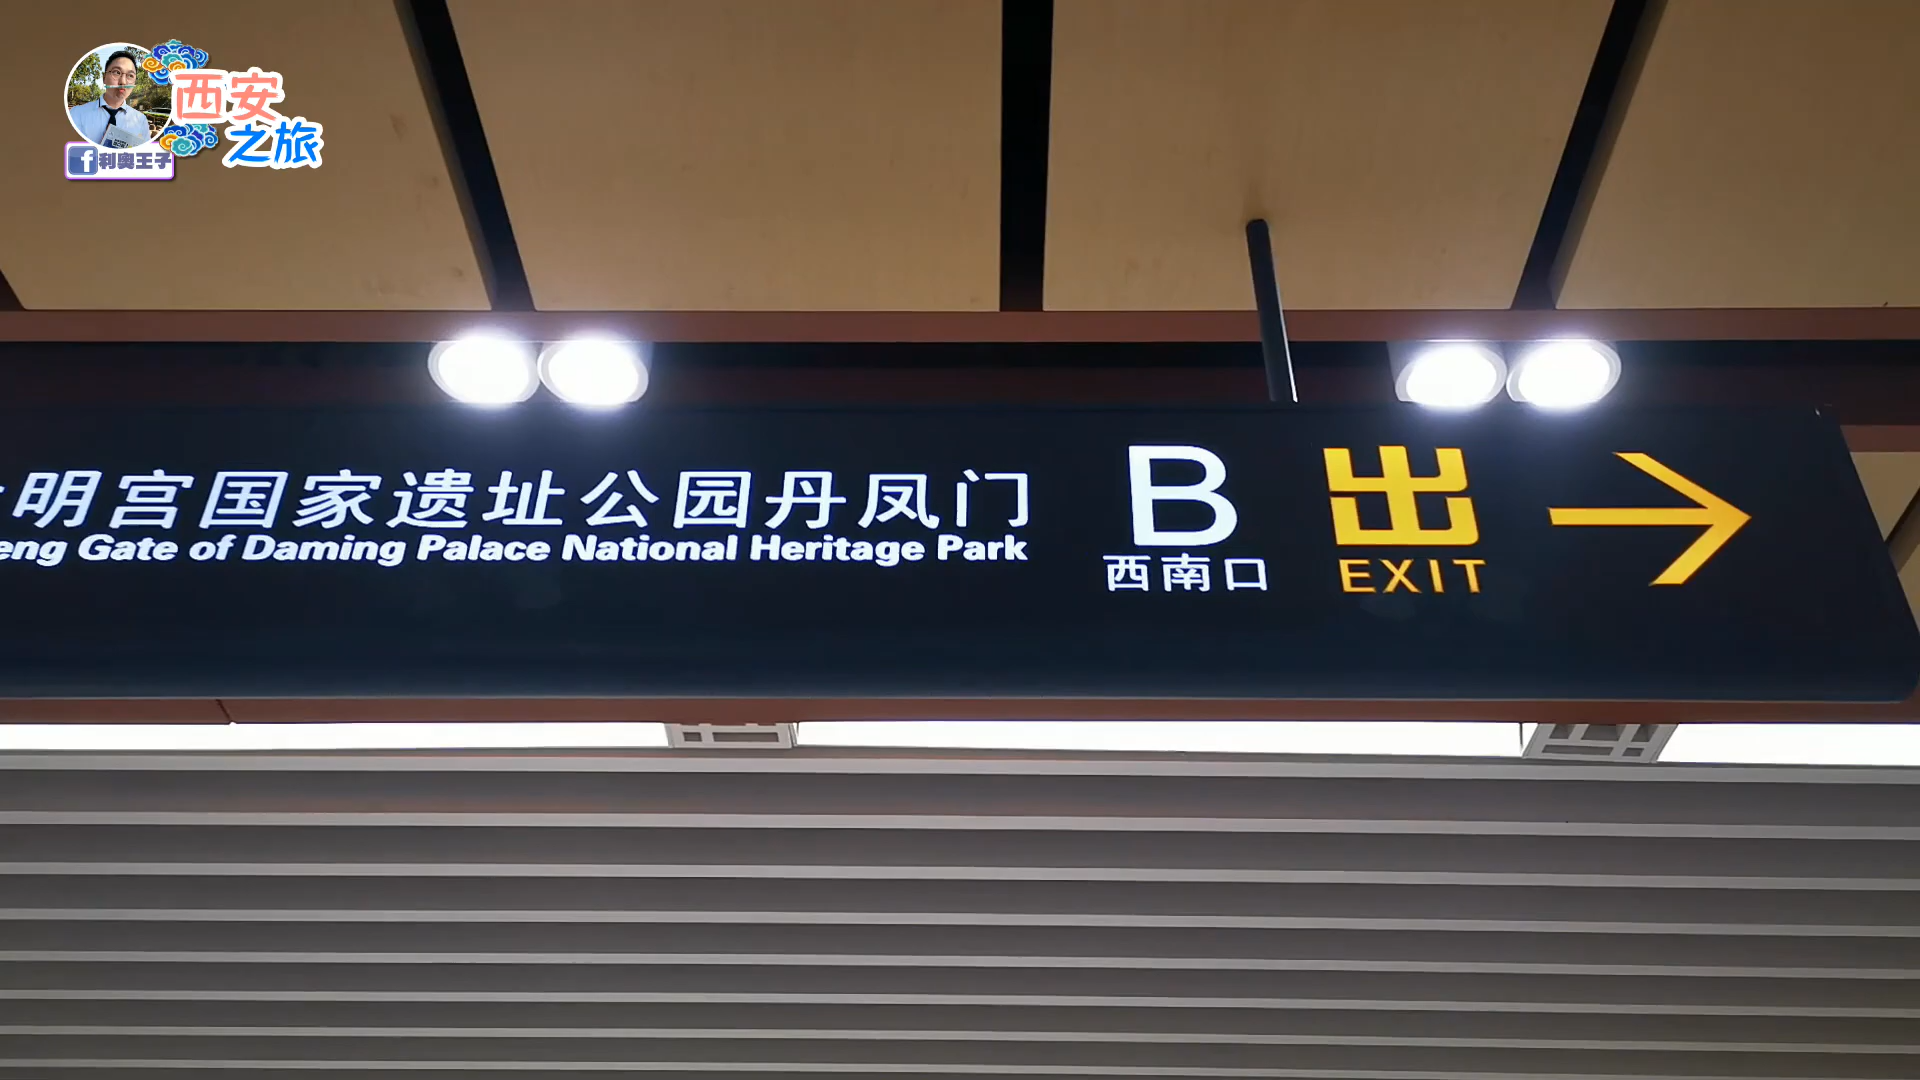 西安
之旅
利奥王子
明宫国家遗址公园丹凤门
Gate of Daming Palace National Heritage Park
B
西南口
出
EXIT